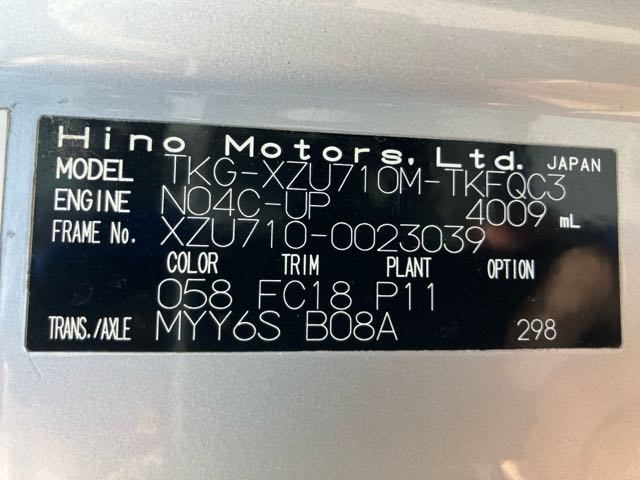 Hino Motors, Ltd. JAPAN
MODEL TKG-XZU710M-TKFQC3
ENGINE N04C-UP 4009 mL
FRAME No. XZU710-0023039
COLOR TRIM PLANT OPTION
058 FC18 P11
TRANS./AXLE MYY6S B08A 298